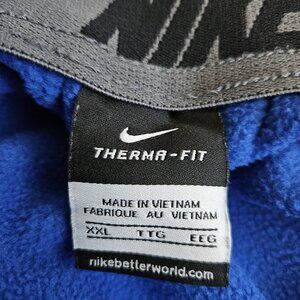 NIKE
THERMA-FIT
MADE IN VIETNAM
FABRIQUE AU VIETNAM
XXL TTG EEG
nikebetterworld.com